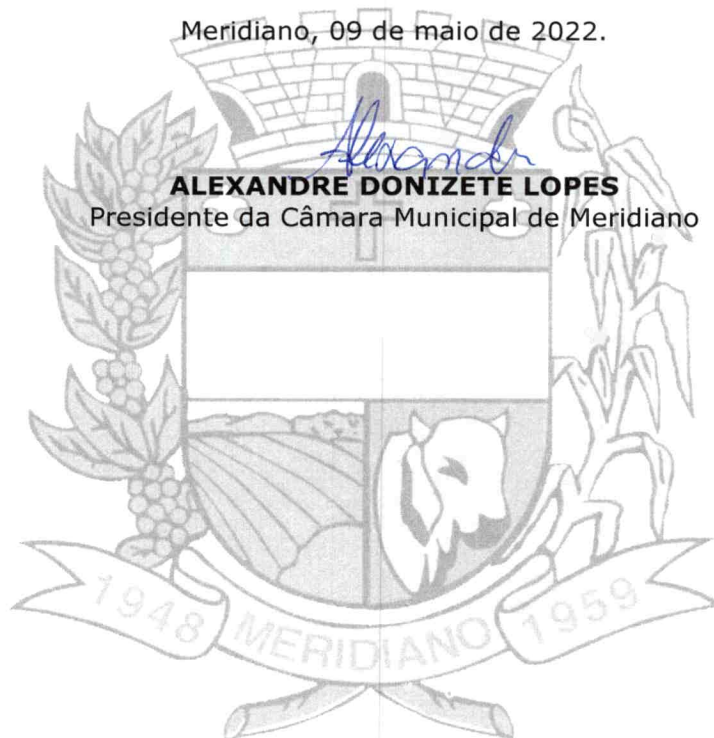 Meridiano, 09 de maio de 2022.
Alexandre
ALEXANDRE DONIZETE LOPES
Presidente da Câmara Municipal de Meridiano
1948 MERIDIANO 1959